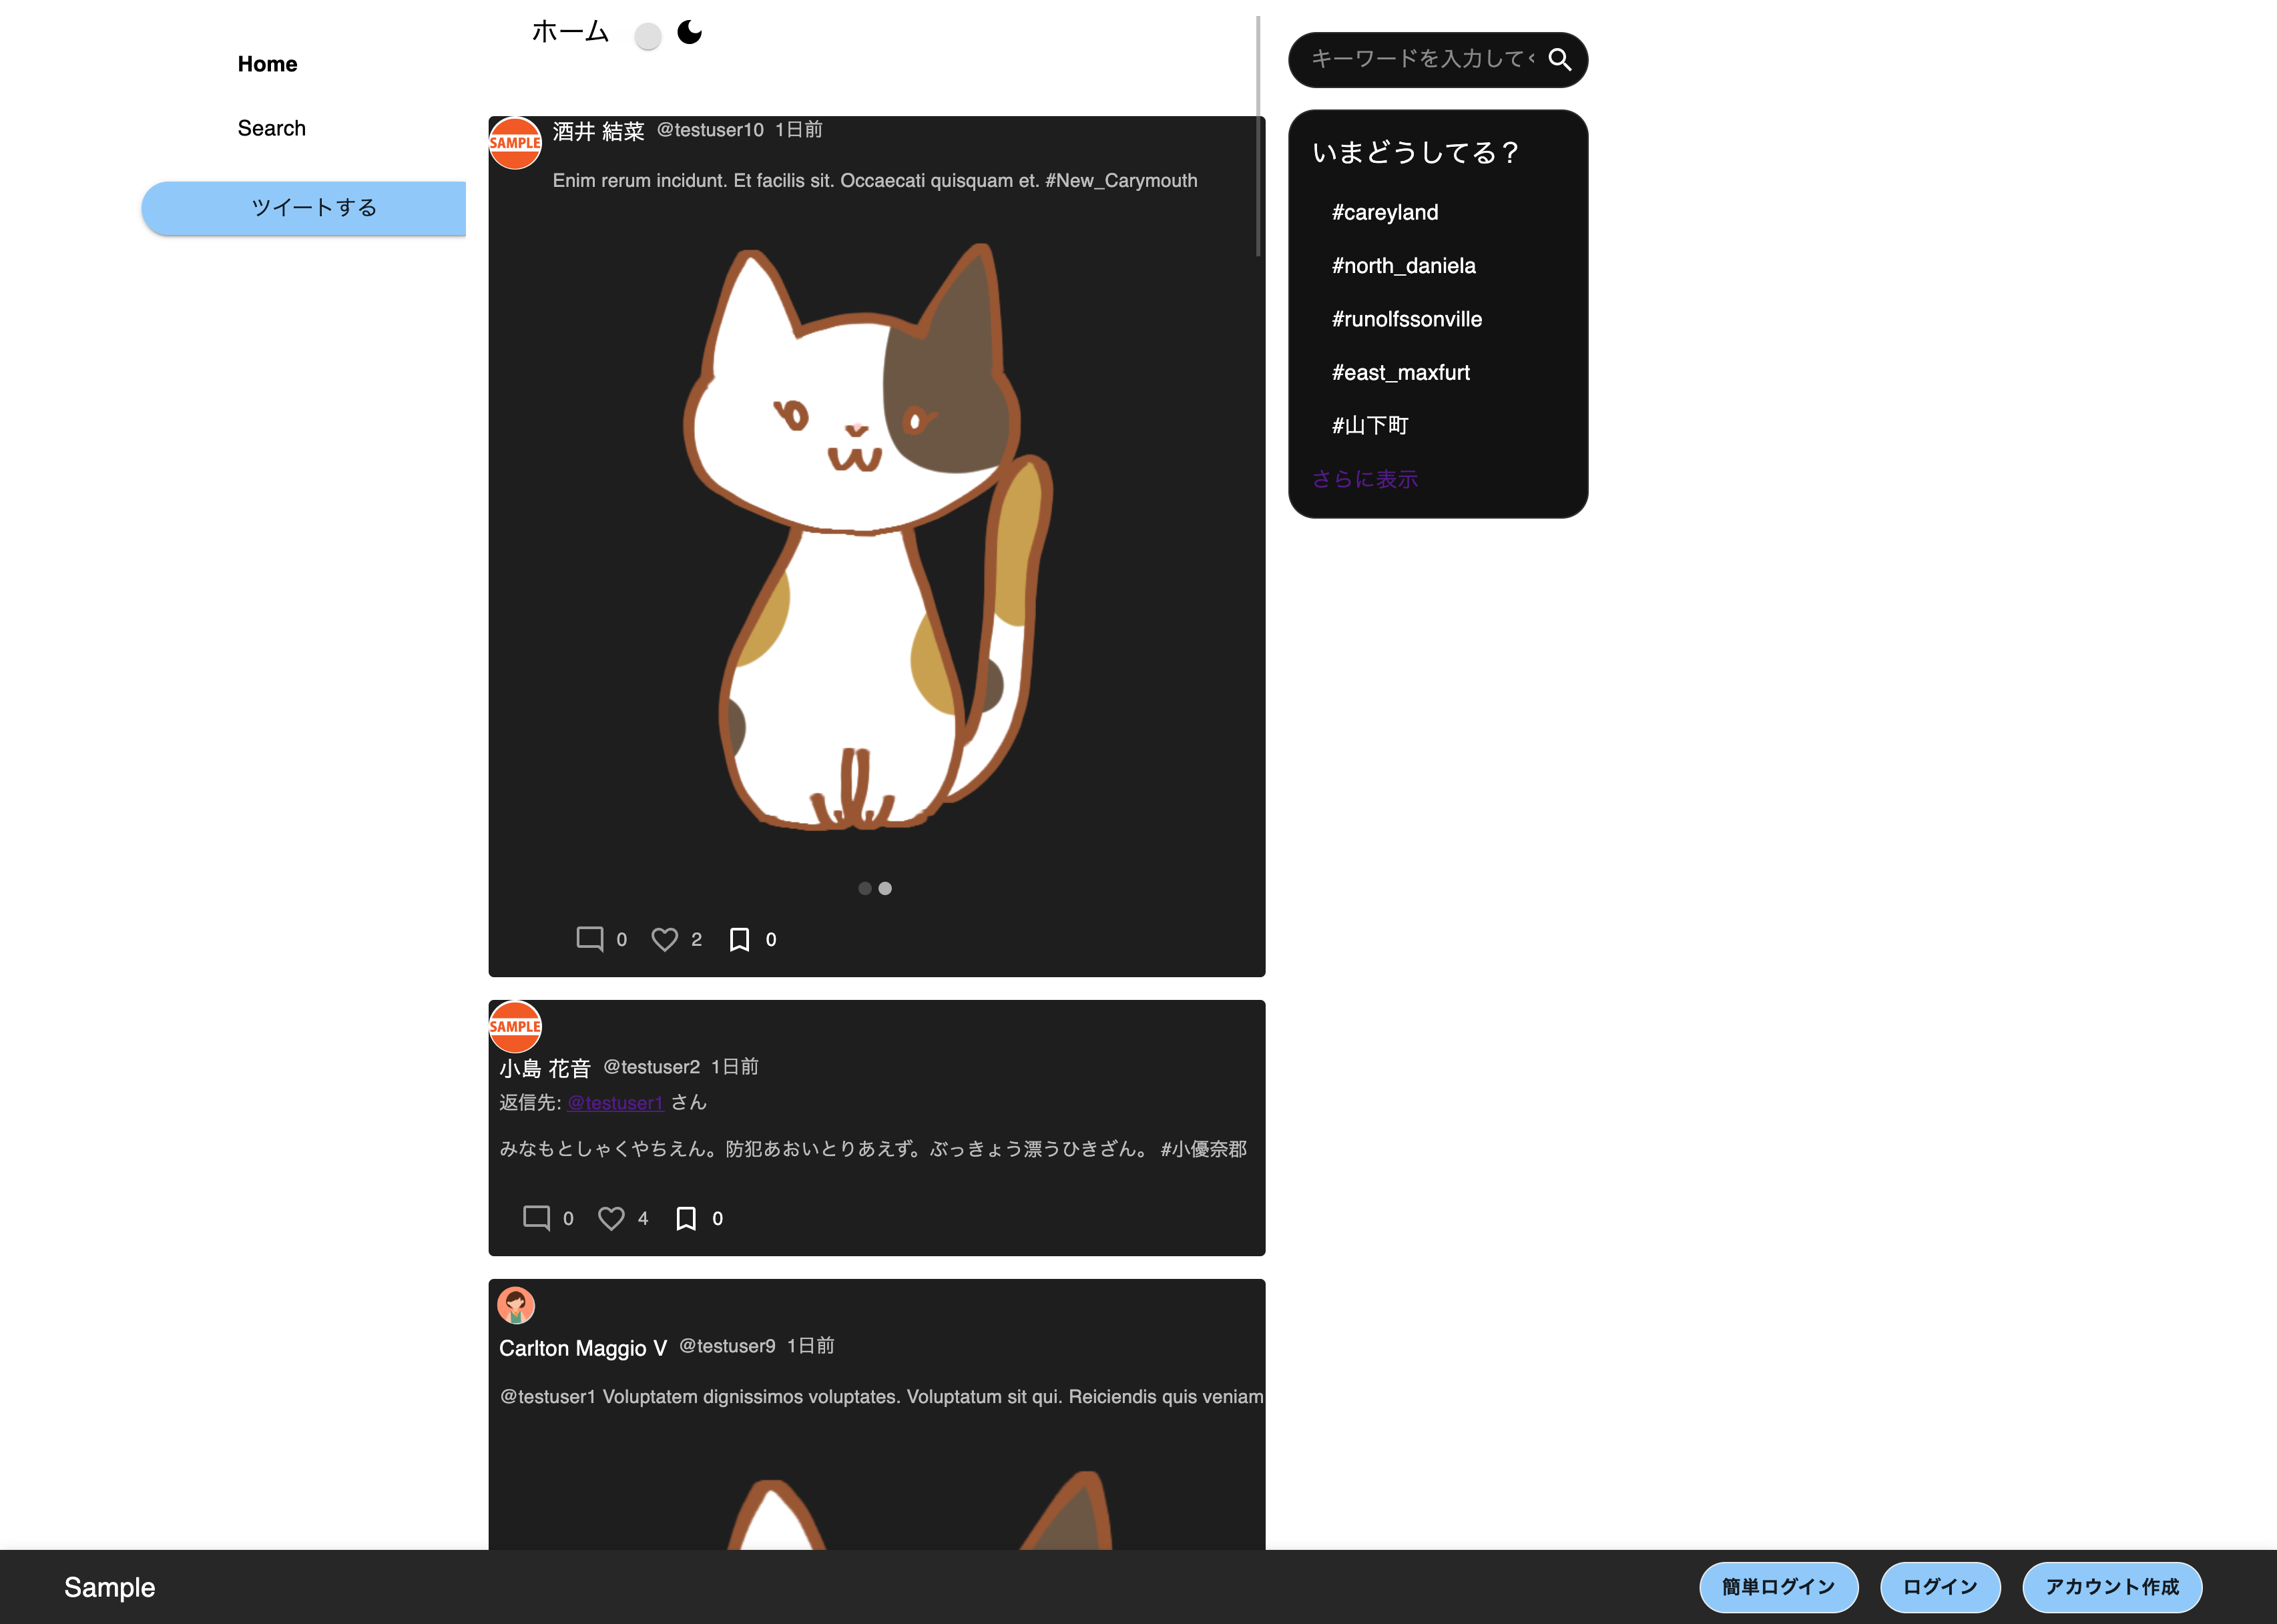 Home
Search
ツイートする
ホーム
SAMPLE
酒井 結菜 @testuser10 1日前
Enim rerum incidunt. Et facilis sit. Occaecati quisquam et. #New_Carymouth
0 2 0
SAMPLE
小島 花音 @testuser2 1日前
返信先: @testuser1 さん
みなもとしゃくやちえん。防犯あおいとりあえず。ぶっきょう漂うひきざん。 #小優奈郡
0 4 0
Carlton Maggio V @testuser9 1日前
@testuser1 Voluptatem dignissimos voluptates. Voluptatum sit qui. Reiciendis quis veniam
キーワードを入力して
いまどうしてる？
#careyland
#north_daniela
#runolfssonville
#east_maxfurt
#山下町
さらに表示
Sample
簡単ログイン
ログイン
アカウント作成